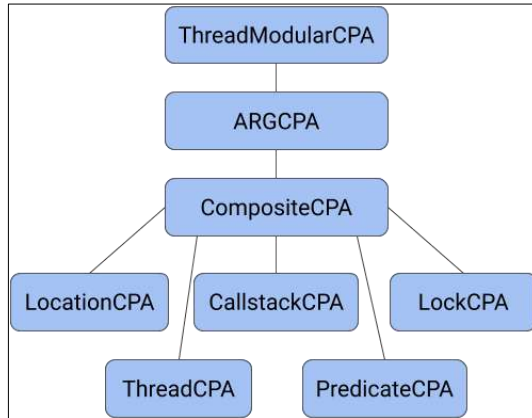 ThreadModularCPA
ARGCPA
CompositeCPA
LocationCPA
CallstackCPA
LockCPA
ThreadCPA
PredicateCPA